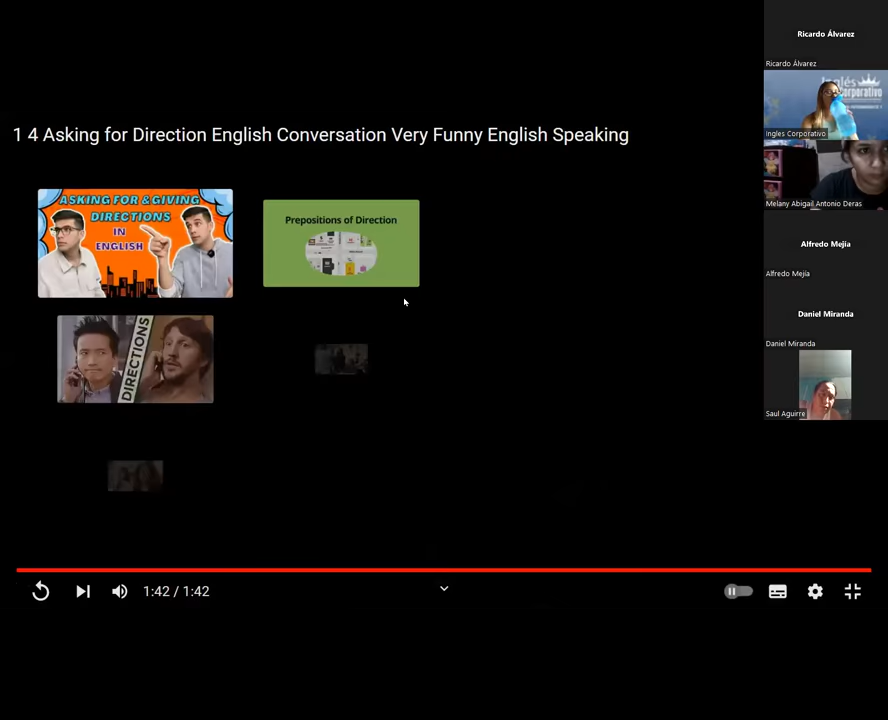 1 4 Asking for Direction English Conversation Very Funny English Speaking
ASKING FOR & GIVING
DIRECTIONS
IN
ENGLISH
Prepositions of Direction
DIRECTIONS
1:42 / 1:42
Ricardo Álvarez
Ricardo Álvarez
Inglés
Corporativo
Ingles Corporativo
Melany Abigail Antonio Deras
Alfredo Mejía
Alfredo Mejía
Daniel Miranda
Daniel Miranda
Saul Aguirre